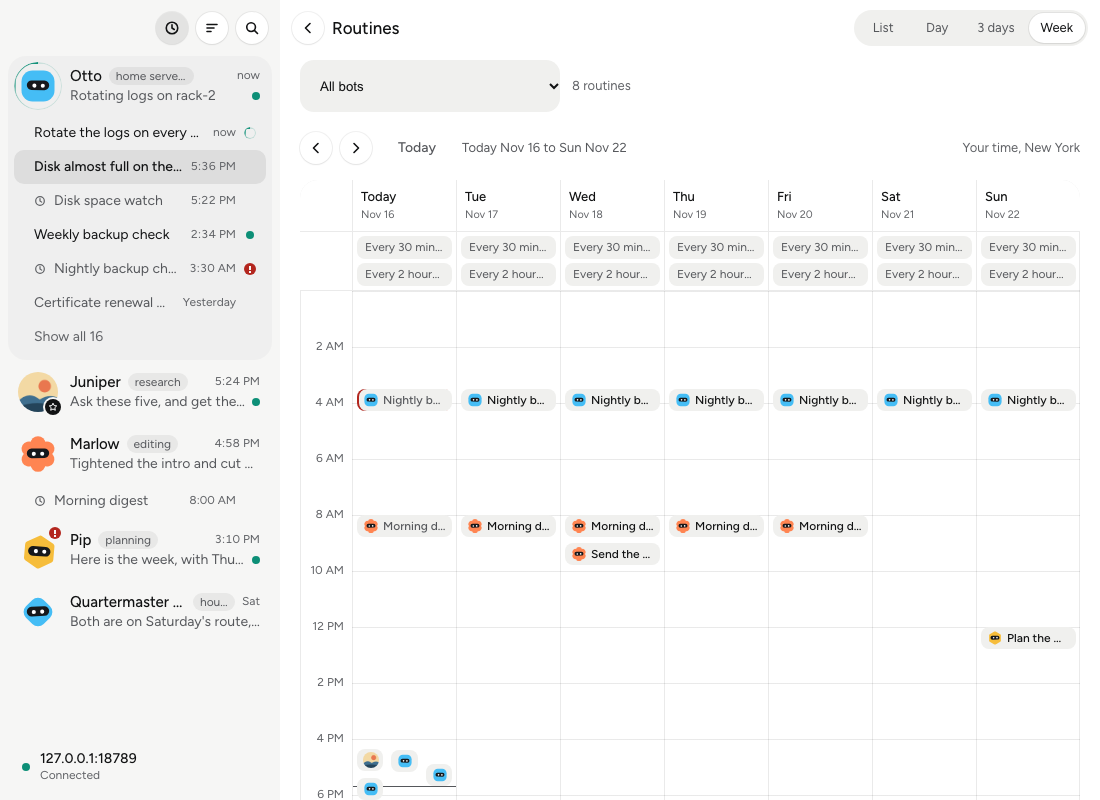 Otto home serve... now
Rotating logs on rack-2
Rotate the logs on every ... now
Disk almost full on the... 5:36 PM
Disk space watch 5:22 PM
Weekly backup check 2:34 PM
Nightly backup ch... 3:30 AM
Certificate renewal ... Yesterday
Show all 16
Juniper research 5:24 PM
Ask these five, and get the...
Marlow editing 4:58 PM
Tightened the intro and cut ...
Morning digest 8:00 AM
Pip planning 3:10 PM
Here is the week, with Thu...
Quartermaster ... hou... Sat
Both are on Saturday's route,...
127.0.0.1:18789
Connected
Routines
List Day 3 days Week
All bots 8 routines
Today Today Nov 16 to Sun Nov 22 Your time, New York
Today Tue Wed Thu Fri Sat Sun
Nov 16 Nov 17 Nov 18 Nov 19 Nov 20 Nov 21 Nov 22
Every 30 min... Every 30 min... Every 30 min... Every 30 min... Every 30 min... Every 30 min... Every 30 min...
Every 2 hour... Every 2 hour... Every 2 hour... Every 2 hour... Every 2 hour... Every 2 hour... Every 2 hour...
2 AM
4 AM Nightly b... Nightly b... Nightly b... Nightly b... Nightly b... Nightly b... Nightly b...
6 AM
8 AM Morning d... Morning d... Morning d... Morning d... Morning d...
Send the ...
10 AM
12 PM
Plan the ...
2 PM
4 PM
6 PM